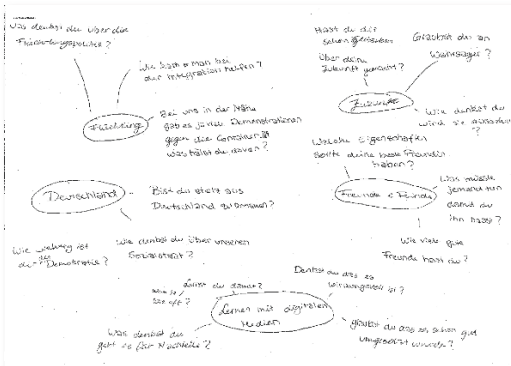 Was denkst du über die
Flüchtlingspolitik?
Wie kann man bei
der Integration helfen?
Flüchtling
Bei uns in der Nähe
gab es ja viele Demonstrationen
gegen die
was hältst du davon?
Hast du dir
schon Gedanken
über deine
Zukunft gemacht?
Glaubst du an
Wahrsager?
Zukunft
Wie denkst du
wird sie aussehen
?
Welche Eigenschaften
sollte deine beste Freundin
haben?
Freunde + Feinde
Was müsste
jemand tun
damit du
ihn hasst?
Wie viele gute
Freunde hast du?
Deutschland
Bist du stolz aus
Deutschland zu kommen?
Wie wichtig ist
die Demokratie?
Wie denkst du über unseren
Sozialstaat?
Lernen mit digitalen
Medien
lernst du damit?
wie oft?
Denkst du das es
wirkungsvoll ist?
Was denkst du
gibt es für Nachteile?
glaubst du das es schon gut
umgesetzt wurde?